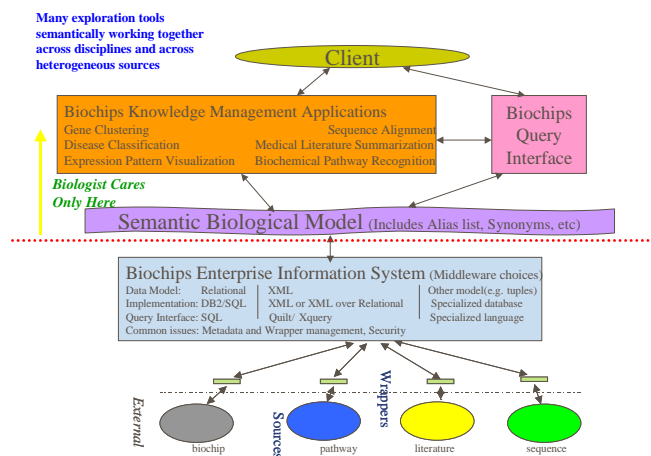 Many exploration tools
semantically working together
across disciplines and across
heterogeneous sources
Client
Biochips Knowledge Management Applications
Gene Clustering Sequence Alignment
Disease Classification Medical Literature Summarization
Expression Pattern Visualization Biochemical Pathway Recognition
Biochips
Query
Interface
Biologist Cares
Only Here
Semantic Biological Model (Includes Alias list, Synonyms, etc)
Biochips Enterprise Information System (Middleware choices)
Data Model: Relational XML Other model(e.g. tuples)
Implementation: DB2/SQL XML or XML over Relational Specialized database
Query Interface: SQL Quilt/ Xquery Specialized language
Common issues: Metadata and Wrapper management, Security
Wrappers
External
Sources
biochip
pathway
literature
sequence